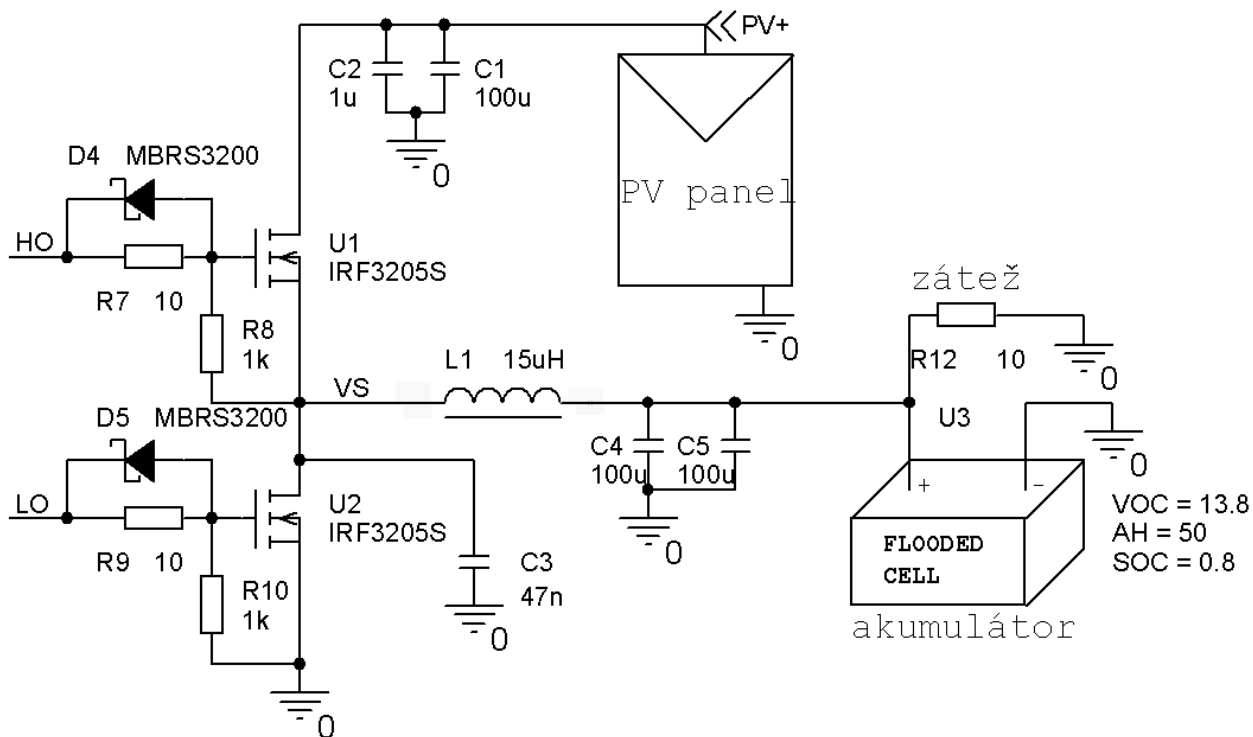 PV+
C2
1u
C1
100u
0
D4 MBRS3200
PV panel
HO
U1
IRF3205S
R7 10
zátež
R8
1k
0
L1 15uH
R12 10
0
VS
D5 MBRS3200
U3
C4
100u
C5
100u
0
LO
U2
IRF3205S
+
-
VOC = 13.8
AH = 50
SOC = 0.8
0
FLOODED
CELL
R9 10
C3
47n
R10
1k
0
akumulátor
0